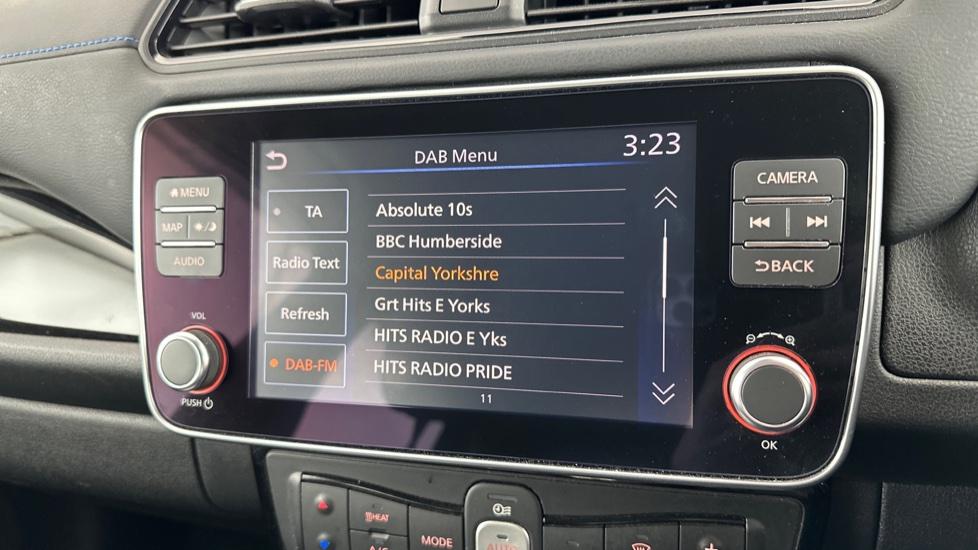 DAB Menu
3:23
TA
Radio Text
Refresh
DAB-FM
Absolute 10s
BBC Humberside
Capital Yorkshre
Grt Hits E Yorks
HITS RADIO E Yks
HITS RADIO PRIDE
11
MENU
MAP
AUDIO
VOL
PUSH
CAMERA
BACK
OK
HEAT
A/C
MODE
AUTO